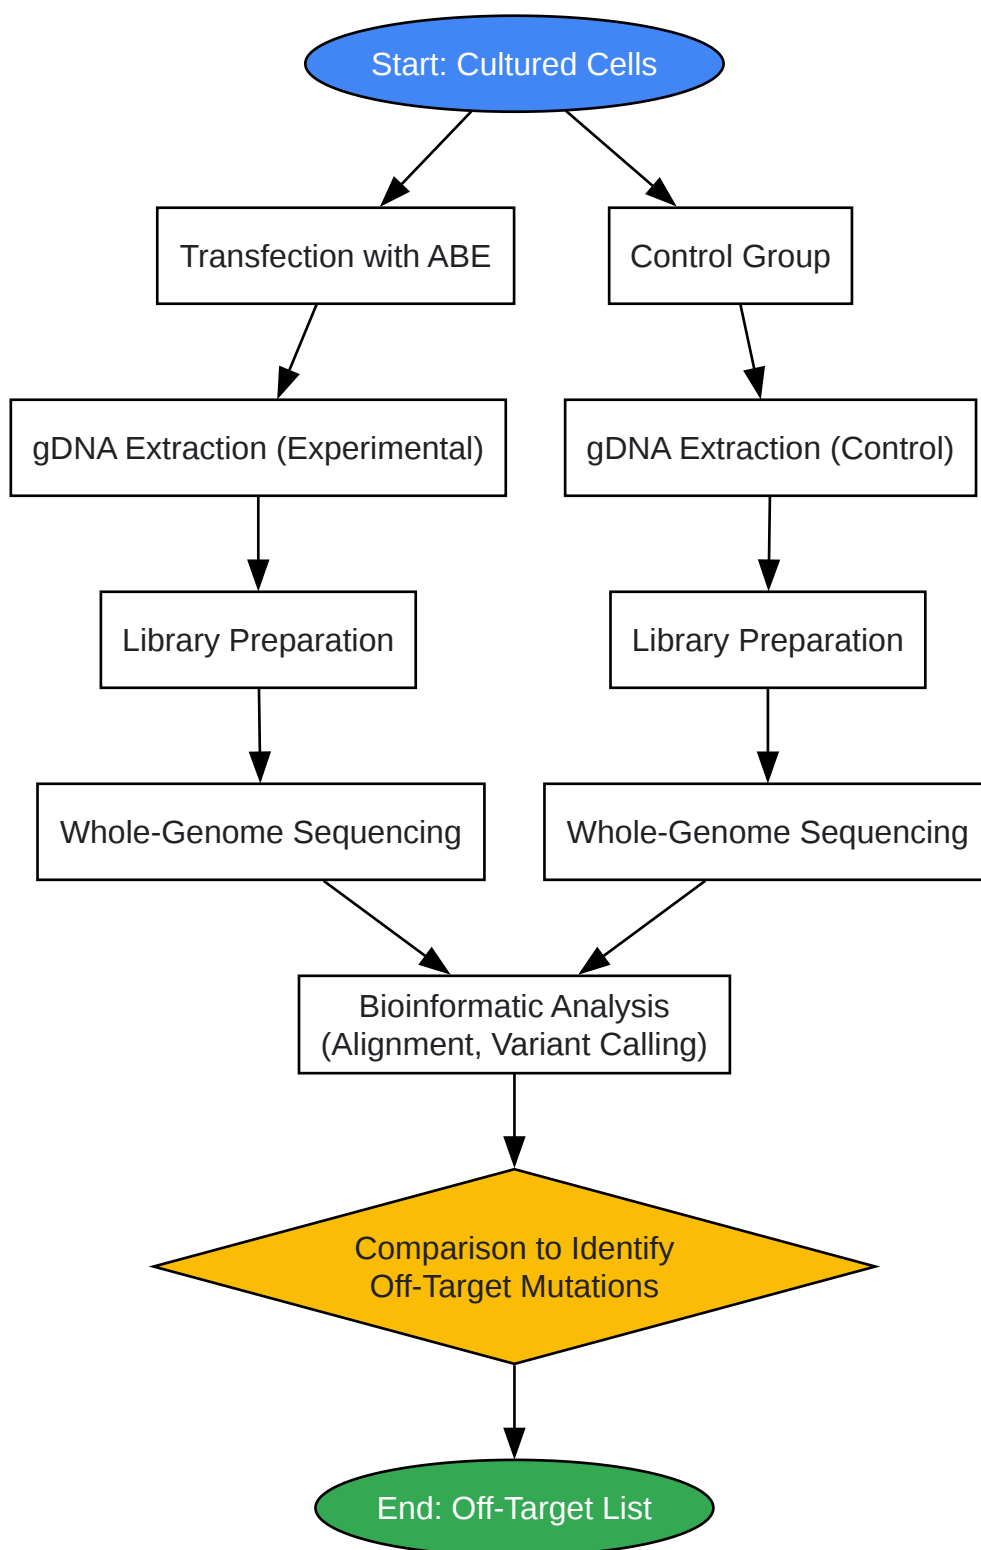 Start: Cultured Cells
Transfection with ABE
Control Group
gDNA Extraction (Experimental)
gDNA Extraction (Control)
Library Preparation
Library Preparation
Whole-Genome Sequencing
Whole-Genome Sequencing
Bioinformatic Analysis
(Alignment, Variant Calling)
Comparison to Identify
Off-Target Mutations
End: Off-Target List